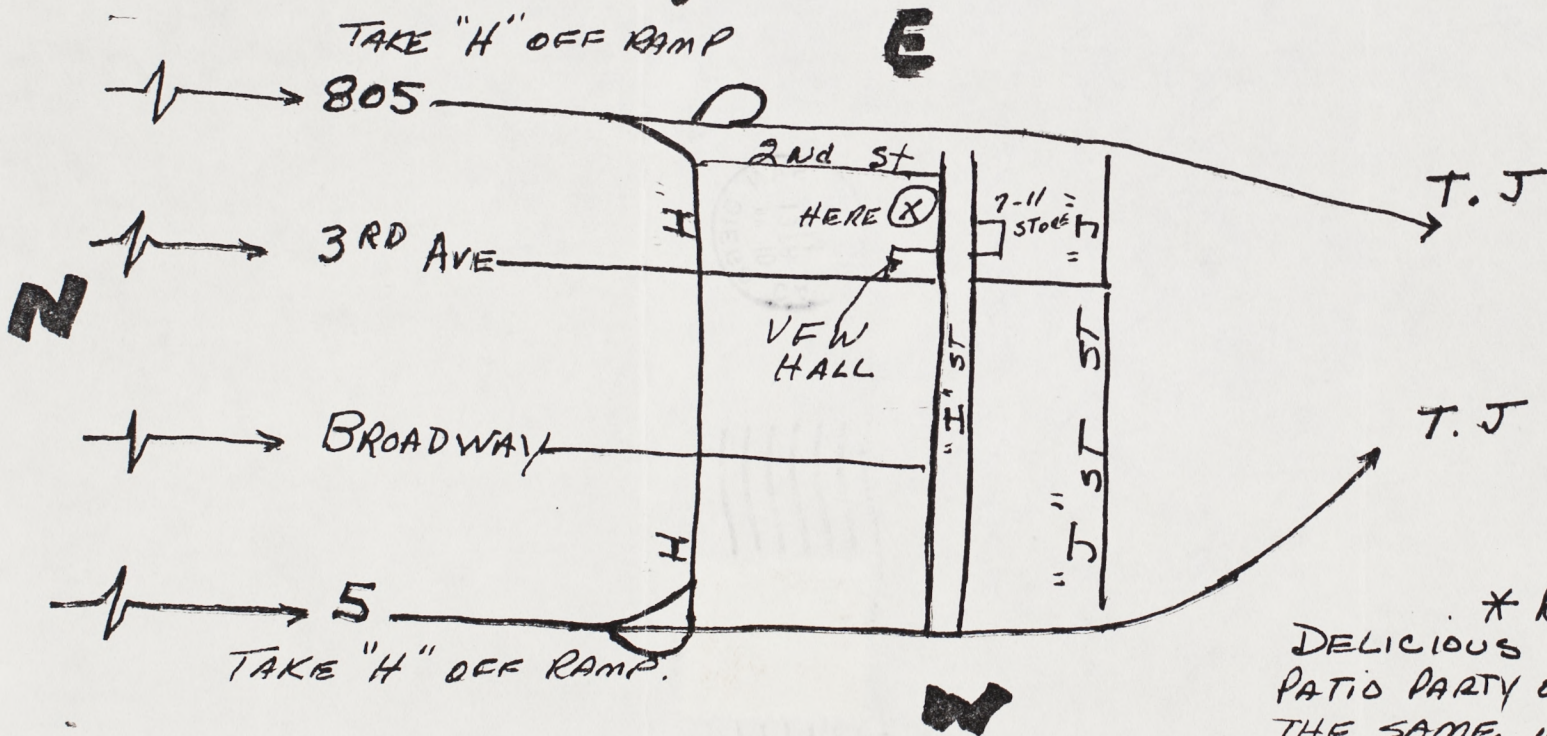 TAKE "H" OFF RAMP
E
805
2Nd St
T. J
"H"
HERE X
7-11
STORE
"J"
3RD AVE
N
VFW
HALL
"I" ST
"J" ST ST
T. J
BROADWAY
H
5
TAKE "H" OFF RAMP.
W
*
DELICIOUS
PATIO PARTY
THE SAME